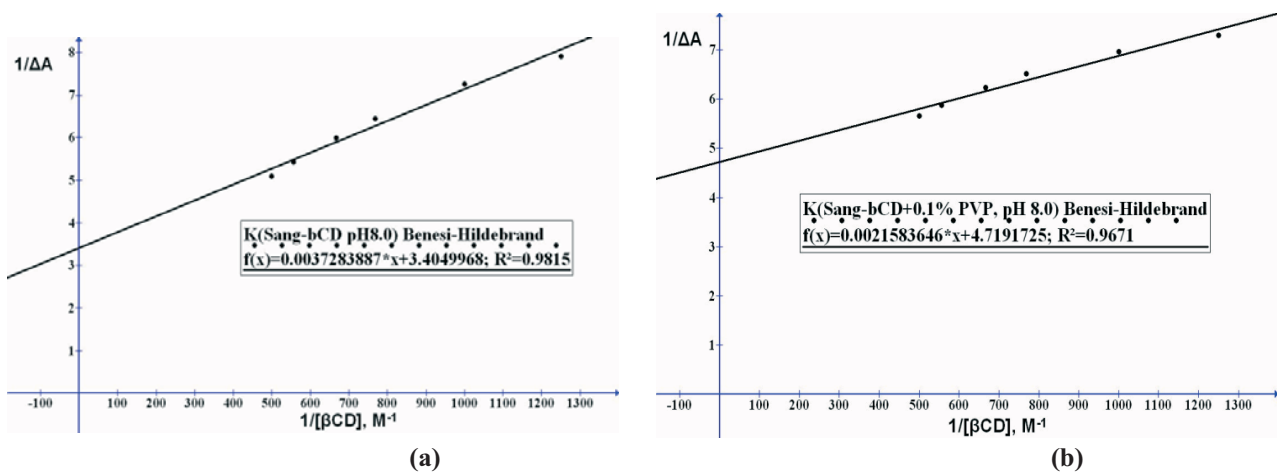 1/ΔA
8
7
6
5
4
3
2
1
K(Sang-bCD pH8.0) Benesi-Hildebrand
f(x)=0.0037283887*x+3.4049968; R²=0.9815
-100 100 200 300 400 500 600 700 800 900 1000 1100 1200 1300
1/[βCD], M⁻¹
(a)
1/ΔA
7
6
5
4
3
2
1
K(Sang-bCD+0.1% PVP, pH 8.0) Benesi-Hildebrand
f(x)=0.0021583646*x+4.7191725; R²=0.9671
-100 100 200 300 400 500 600 700 800 900 1000 1100 1200 1300
1/[βCD], M⁻¹
(b)